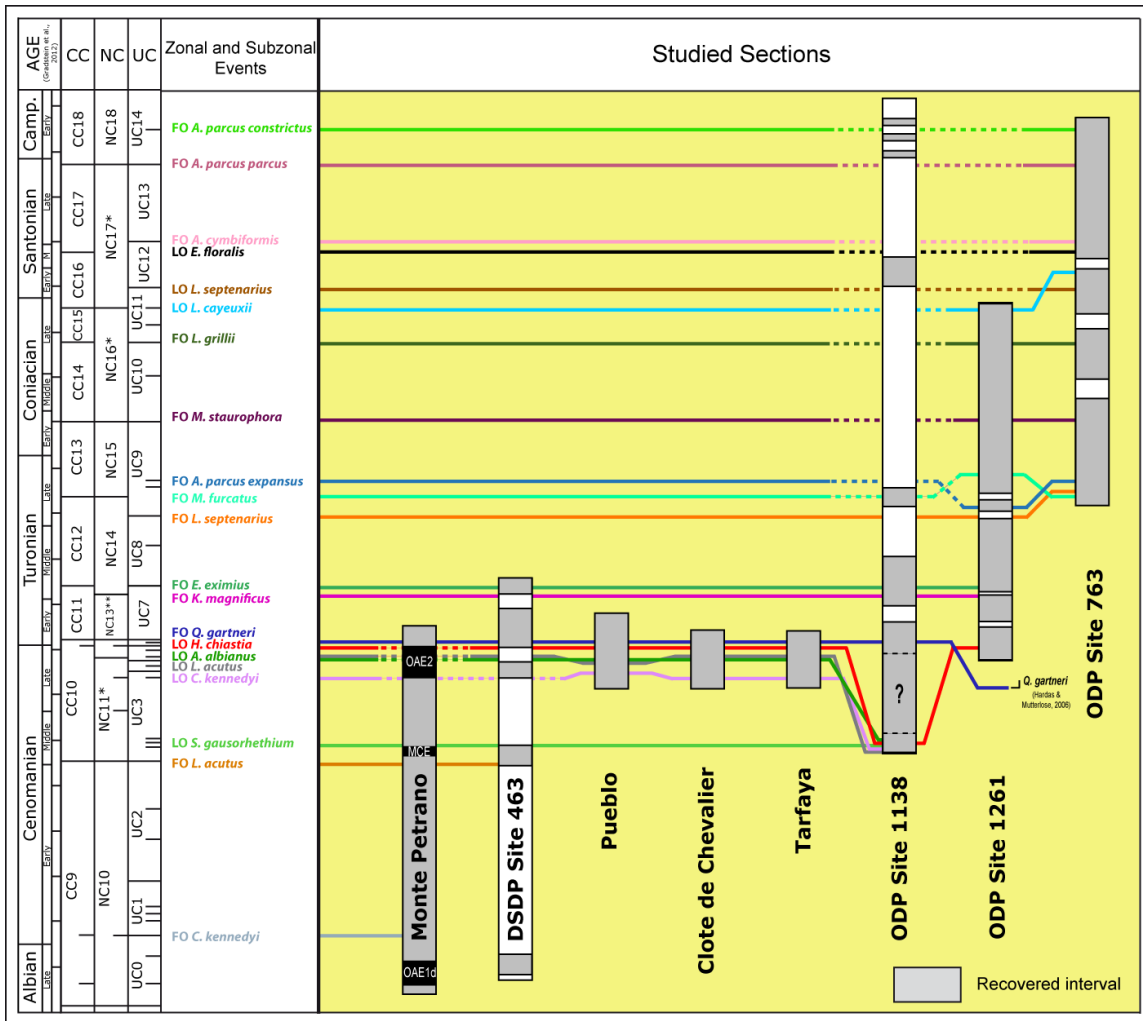 AGE
(Gradstein et al., 2012)
CC
NC
UC
Zonal and Subzonal
Events
Studied Sections
Camp.
Santonian
Coniacian
Turonian
Cenomanian
Albian
Early
Late
M
Early
Late
Middle
Early
Late
Middle
Early
Late
Middle
Early
Late
CC18
CC17
CC16
CC15
CC14
CC13
CC12
CC11
CC10
CC9
NC18
NC17*
NC16*
NC15
NC14
NC13**
NC11*
NC10
UC14
UC13
UC12
UC11
UC10
UC9
UC8
UC7
UC3
UC2
UC1
UC0
FO A. parcus constrictus
FO A. parcus parcus
FO A. cymbiformis
LO E. floralis
LO L. septenarius
LO L. cayeuxii
FO L. grillii
FO M. staurophora
FO A. parcus expansus
FO M. furcatus
FO L. septenarius
FO E. eximius
FO K. magnificus
FO Q. gartneri
LO H. chiastia
LO A. albianus
LO L. acutus
LO C. kennedyi
LO S. gausorhethium
FO L. acutus
FO C. kennedyi
OAE2
MCE
OAE1d
Monte Petrano
DSDP Site 463
Pueblo
Clote de Chevalier
Tarfaya
?
ODP Site 1138
ODP Site 1261
ODP Site 763
Q. gartneri
(Hardas &
Mutterlose, 2006)
Recovered interval